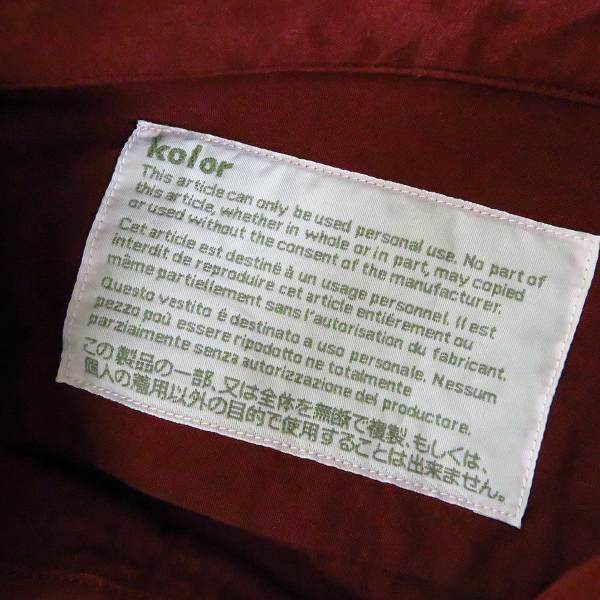 kolor
This article can only be used personal use. No part of
this article, whether in whole or in part, may copied
or used without the consent of the manufacturer.
Cet article est destiné à un usage personnel. Il est
interdit de reproduire cet article entiérement ou
même partiellement sans l'autorisation du fabricant.
Questo vestito é destinato a uso personale. Nessum
pezzo poú essere ripodotto ne totalmente
parziaimente senza autorizzazione del productore.
この製品の一部、又は全体を無断で複製、もしくは、
個人の着用以外の目的で使用することは出来ません。